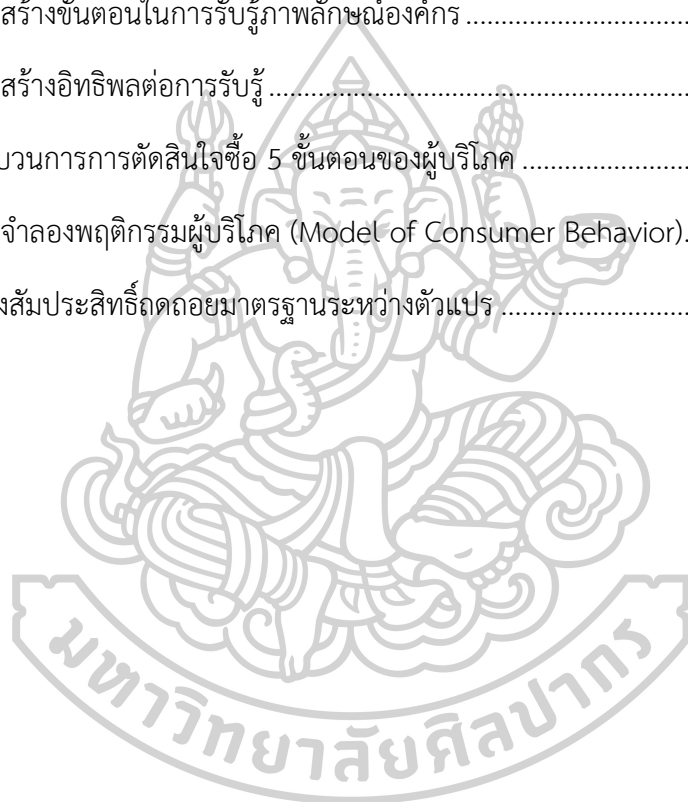 สร้างขั้นตอนในการรับรู้ภาพลักษณ์องค์กร ........................................
สร้างอิทธิพลต่อการรับรู้ ........................................................................
บวนการการตัดสินใจซื้อ 5 ขั้นตอนของผู้บริโภค .............................
จำลองพฤติกรรมผู้บริโภค (Model of Consumer Behavior).
งสัมประสิทธิ์ถดถอยมาตรฐานระหว่างตัวแปร ................................
มหาวิทยาลัยศิลปากร